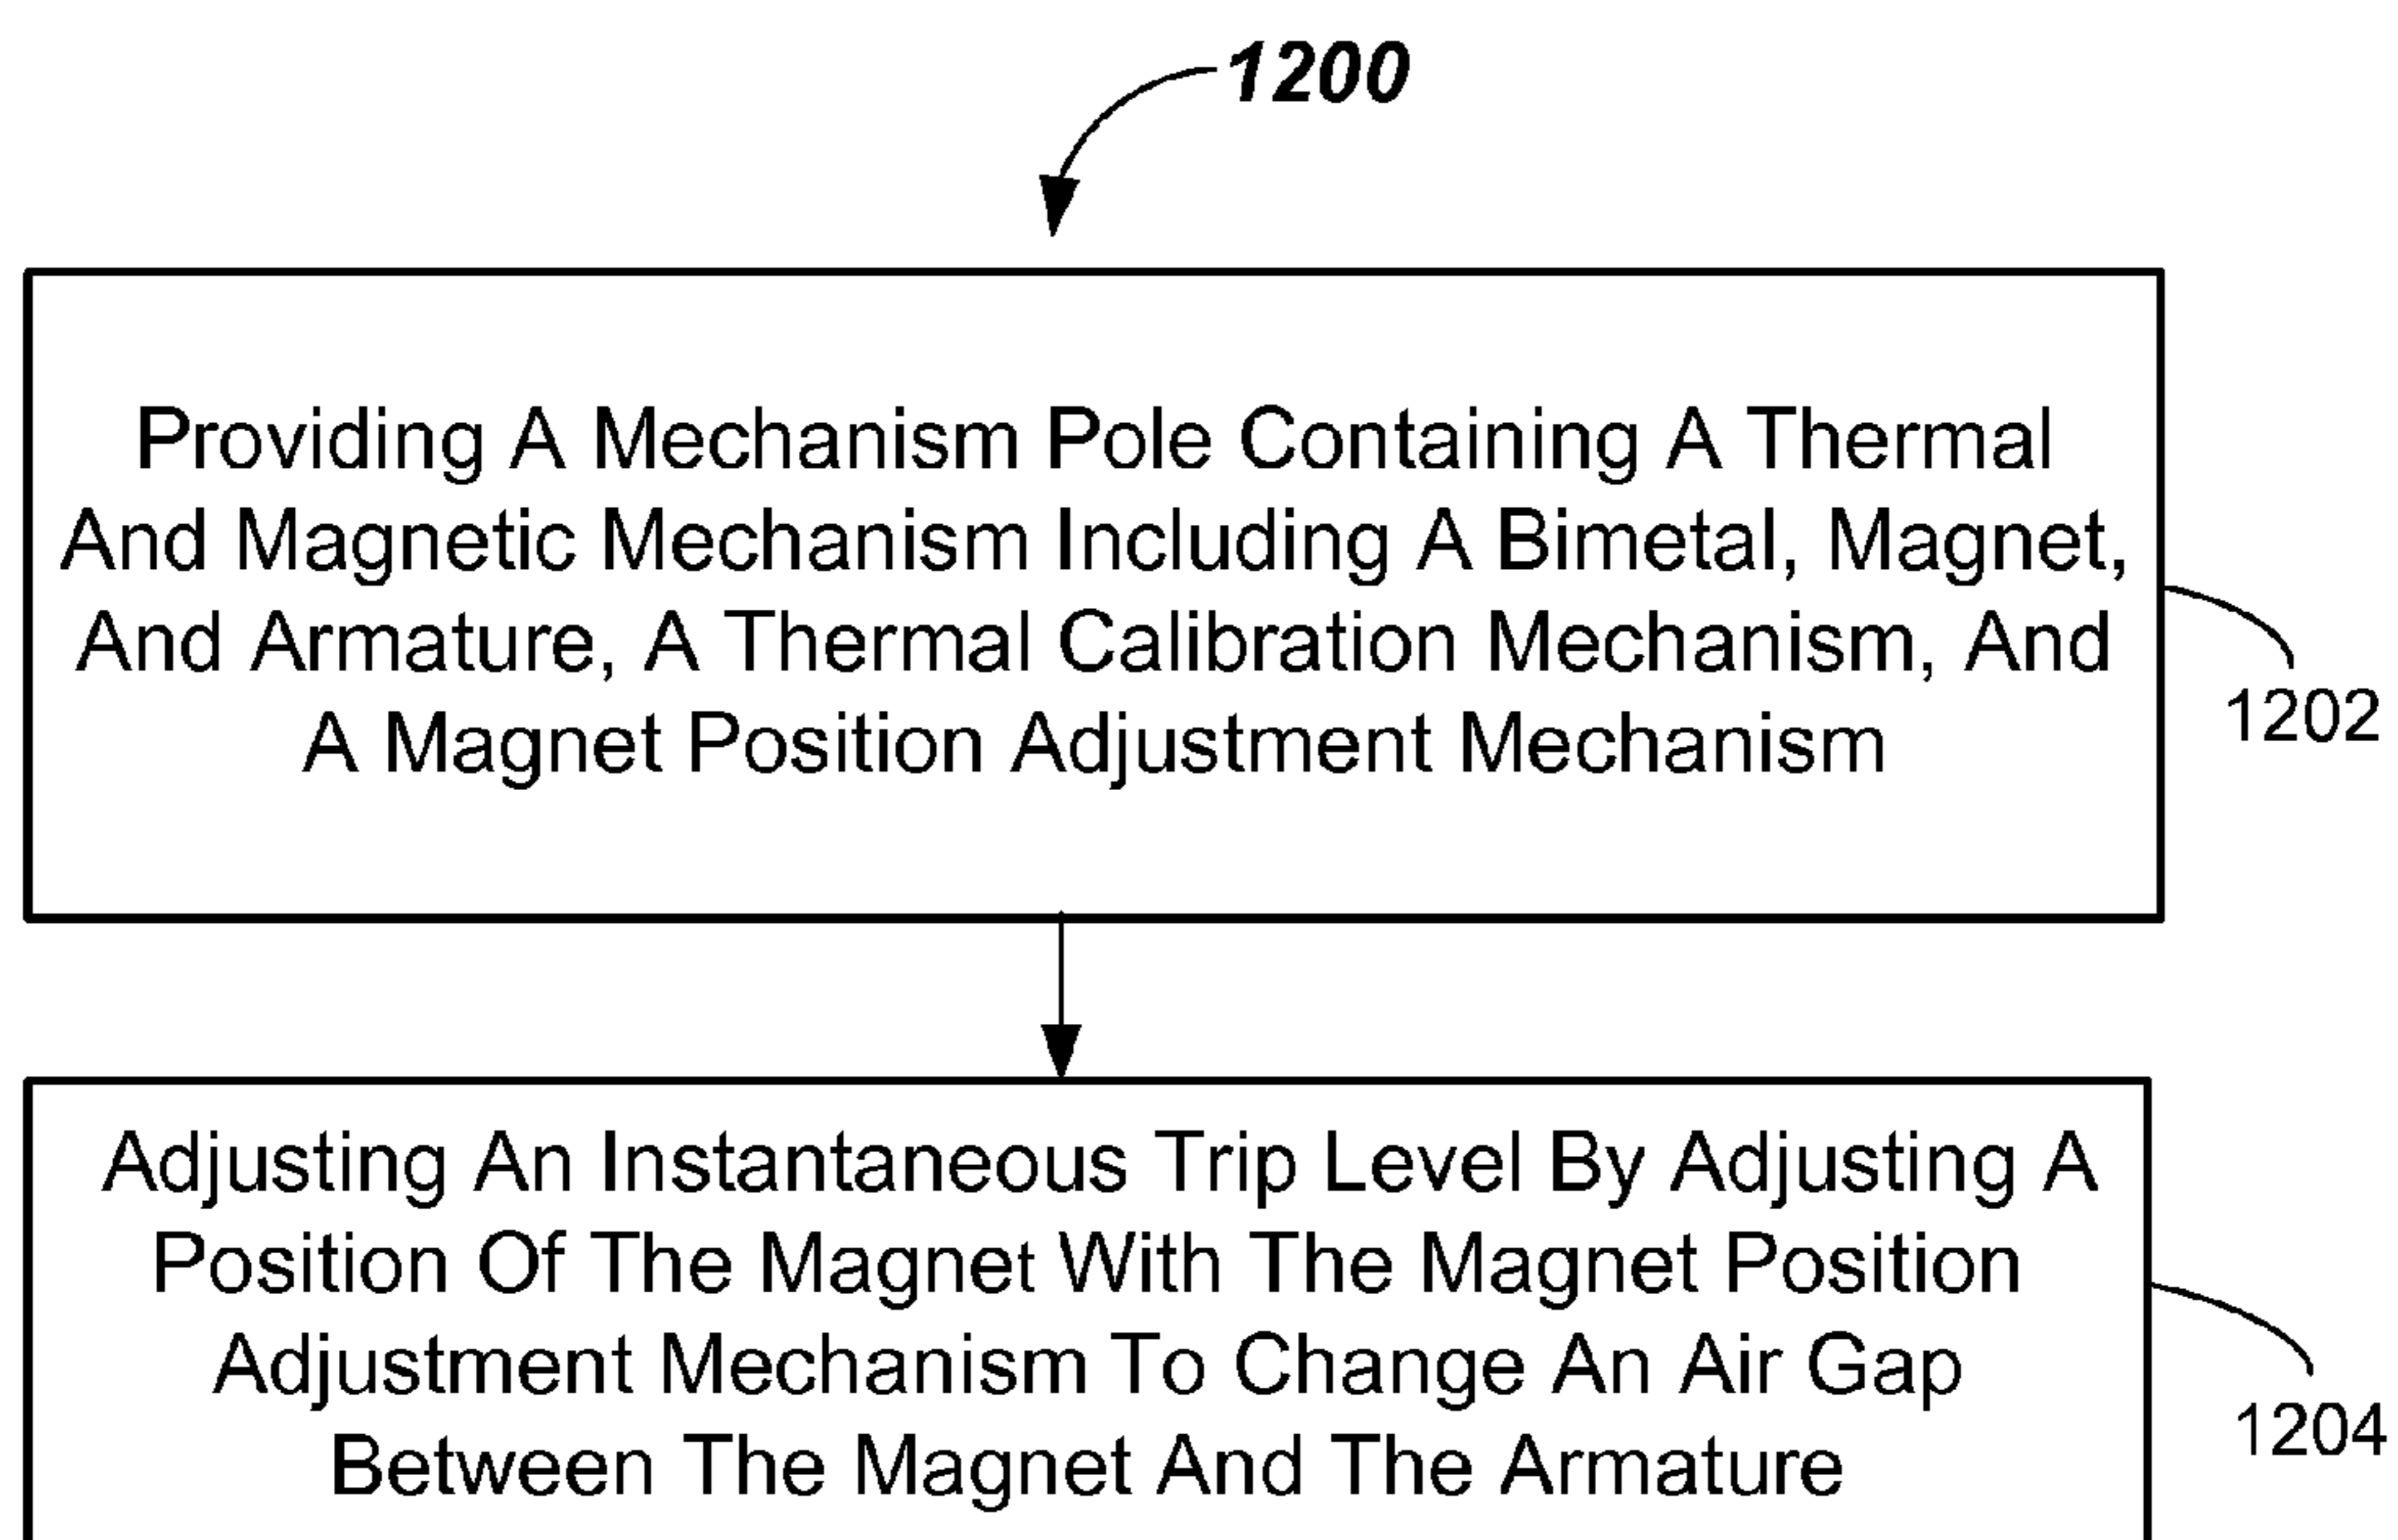 1200
Providing A Mechanism Pole Containing A Thermal
And Magnetic Mechanism Including A Bimetal, Magnet,
And Armature, A Thermal Calibration Mechanism, And
A Magnet Position Adjustment Mechanism
1202
Adjusting An Instantaneous Trip Level By Adjusting A
Position Of The Magnet With The Magnet Position
Adjustment Mechanism To Change An Air Gap
Between The Magnet And The Armature
1204